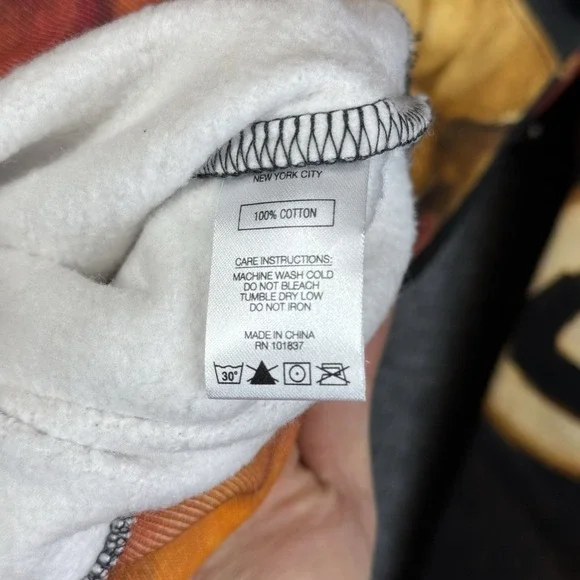 NEW YORK CITY
100% COTTON
CARE INSTRUCTIONS:
MACHINE WASH COLD
DO NOT BLEACH
TUMBLE DRY LOW
DO NOT IRON
MADE IN CHINA
RN 101837
30°